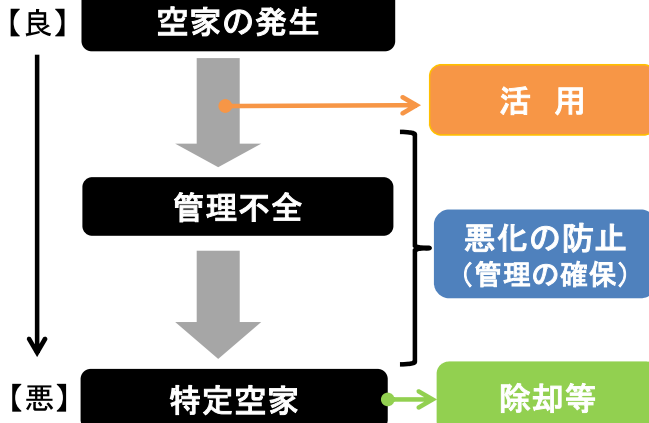 【良】
空家の発生
活 用
管理不全
悪化の防止
（管理の確保）
【悪】
特定空家
除却等